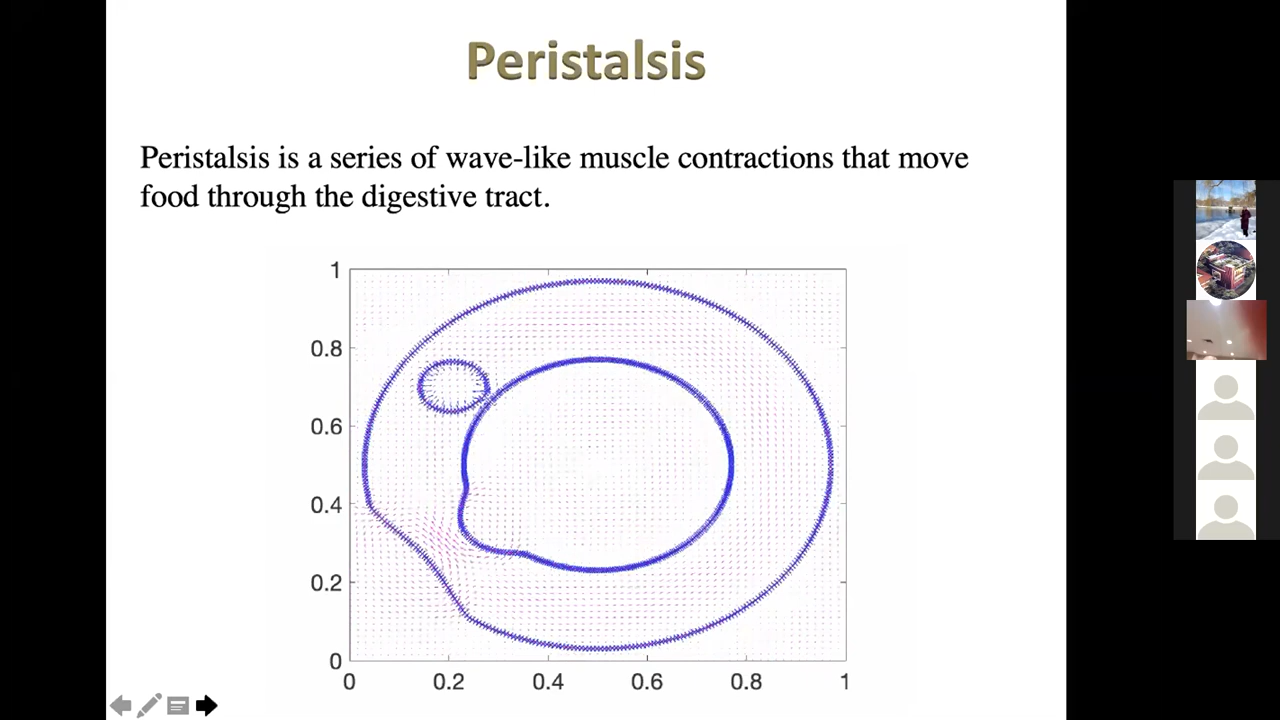 Peristalsis
Peristalsis is a series of wave-like muscle contractions that move
food through the digestive tract.
1
0.8
0.6
0.4
0.2
0
0 0.2 0.4 0.6 0.8 1